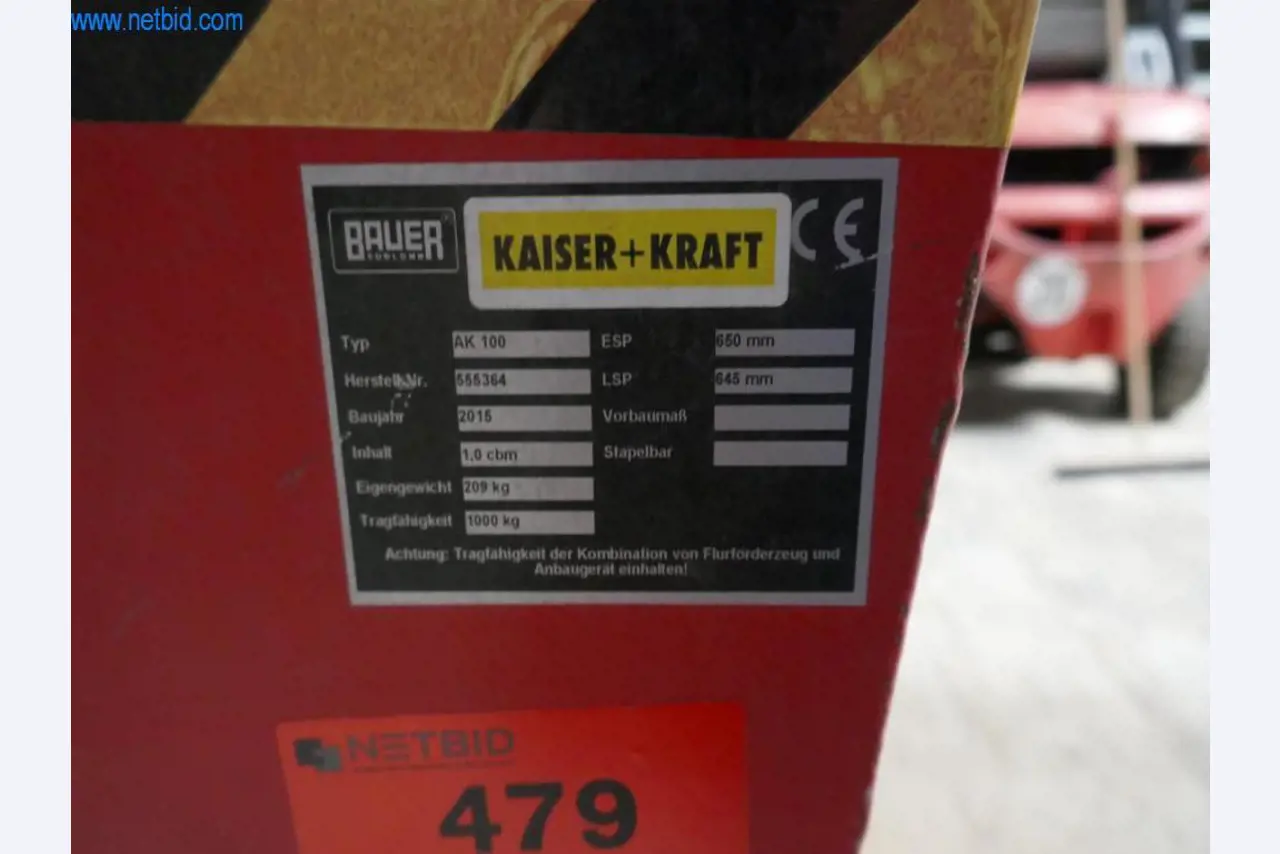 www.netbid.com
BAUER
SÜDLOHN
KAISER+KRAFT
CE
Typ AK 100 ESP 650 mm
Herstell.Nr. 555364 LSP 645 mm
Baujahr 2015 Vorbaumaß
Inhalt 1,0 cbm Stapelbar
Eigengewicht 209 kg
Tragfähigkeit 1000 kg
Achtung: Tragfähigkeit der Kombination von Flurförderzeug und
Anbaugerät einhalten!
NETBID
479